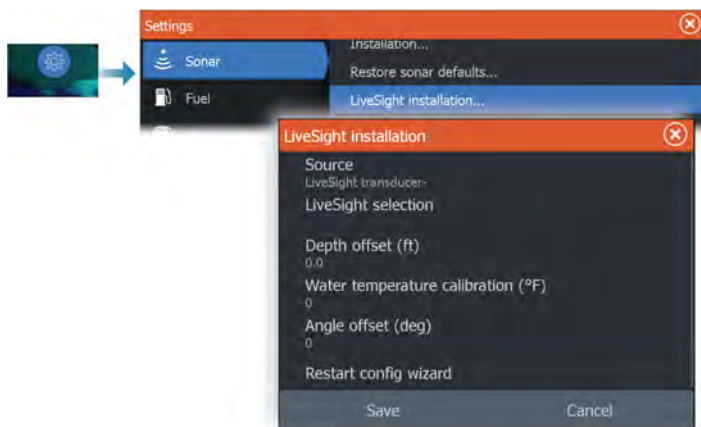 Settings
Sonar
Installation...
Restore sonar defaults...
Fuel
LiveSight installation...
LiveSight installation
Source
LiveSight transducer-
LiveSight selection
Depth offset (ft)
0.0
Water temperature calibration (°F)
0
Angle offset (deg)
0
Restart config wizard
Save
Cancel